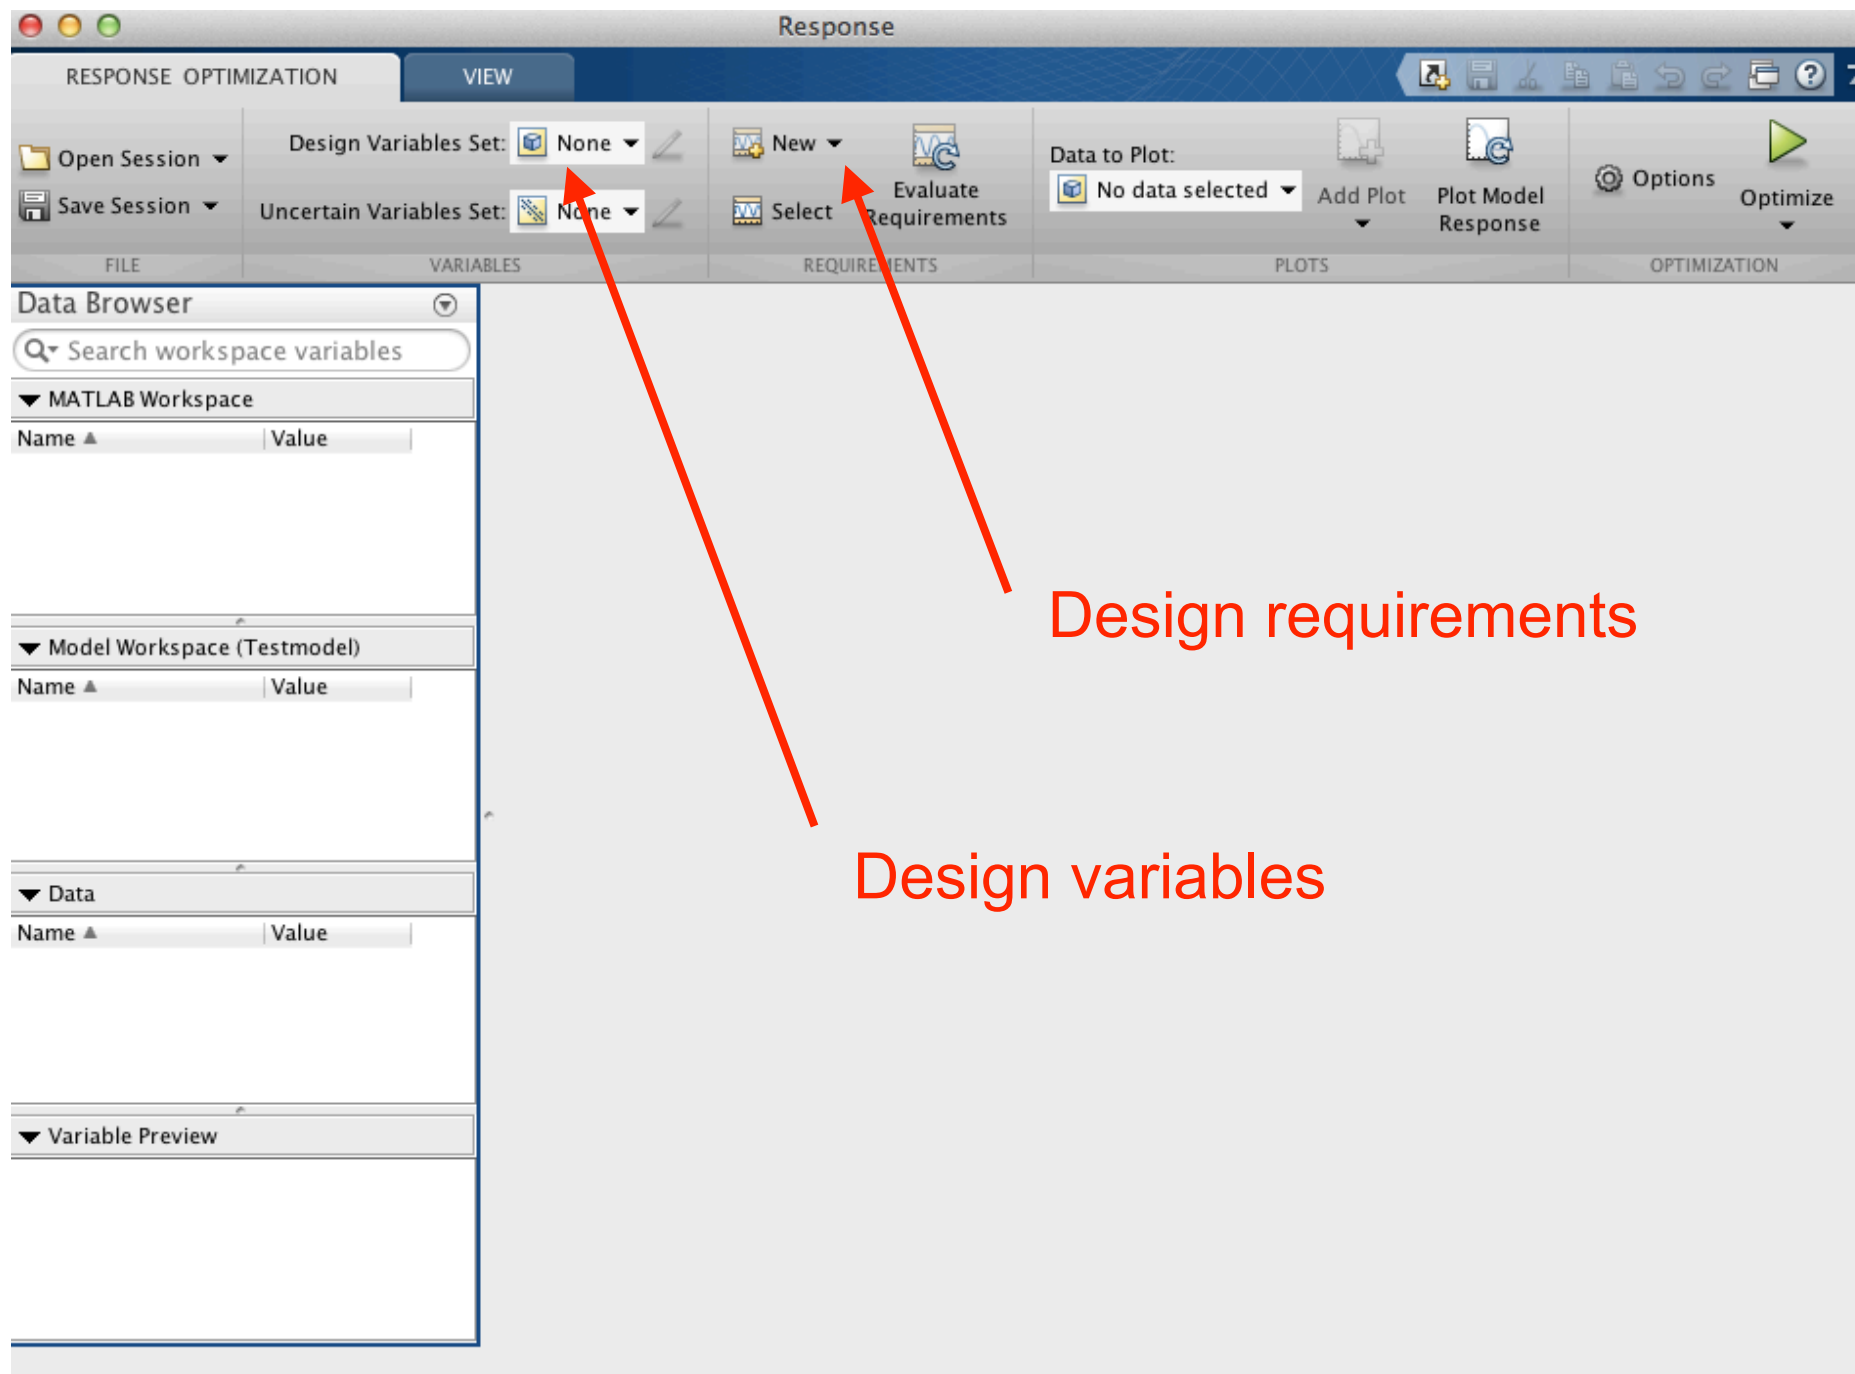 Response
RESPONSE OPTIMIZATION
VIEW
Open Session
Save Session
FILE
Design Variables Set: None
Uncertain Variables Set: None
VARIABLES
New
Select
Evaluate
Requirements
REQUIREMENTS
Data to Plot:
No data selected
Add Plot
Plot Model
Response
PLOTS
Options
Optimize
OPTIMIZATION
Data Browser
Search workspace variables
MATLAB Workspace
Name Value
Model Workspace (Testmodel)
Name Value
Data
Name Value
Variable Preview
Design requirements
Design variables